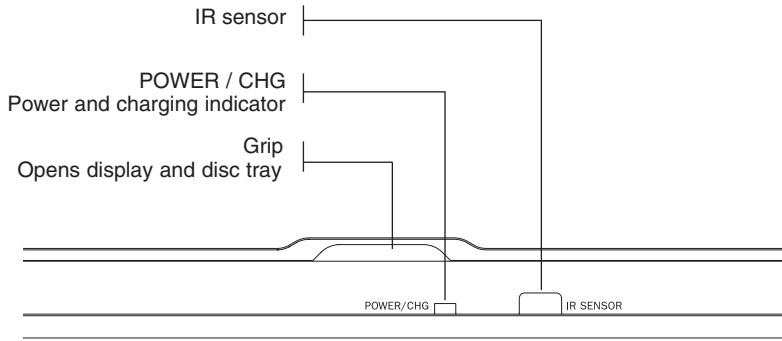 IR sensor
POWER / CHG
Power and charging indicator
Grip
Opens display and disc tray
POWER/CHG
IR SENSOR